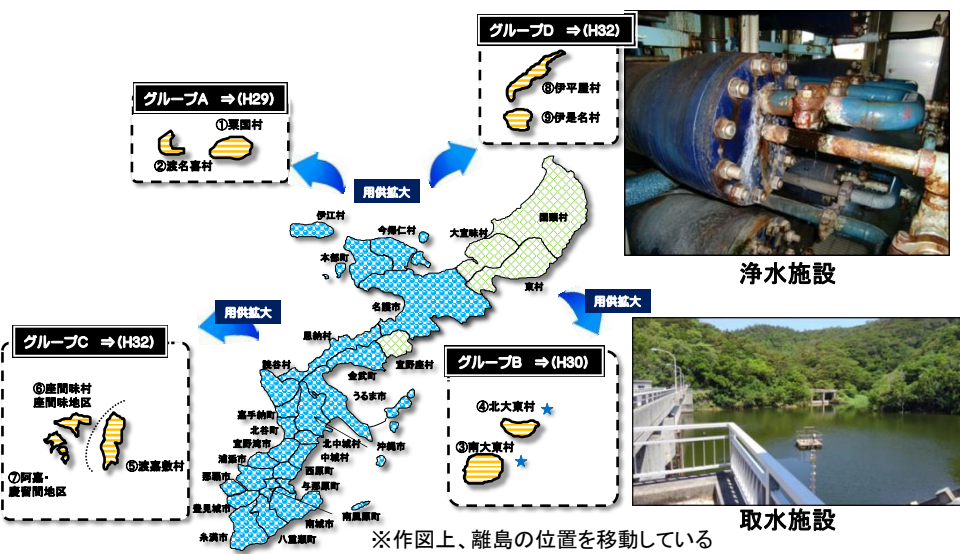 グループD ⇒(H32)
⑧伊平屋村
⑨伊是名村
グループA ⇒(H29)
①粟国村
②渡名喜村
用供拡大
用供拡大
用供拡大
伊江村
今帰仁村
本部町
大宜味村
国頭村
東村
名護市
恩納村
宜野座村
金武町
読谷村
うるま市
嘉手納町
北谷町
宜野湾市
北中城村
沖縄市
中城村
浦添市
西原町
那覇市
与那原町
豊見城市
南城市
南風原町
糸満市
八重瀬町
グループC ⇒(H32)
⑥座間味村
座間味地区
⑤渡嘉敷村
⑦阿嘉・
慶留間地区
グループB ⇒(H30)
④北大東村
③南大東村
浄水施設
取水施設
※作図上、離島の位置を移動している